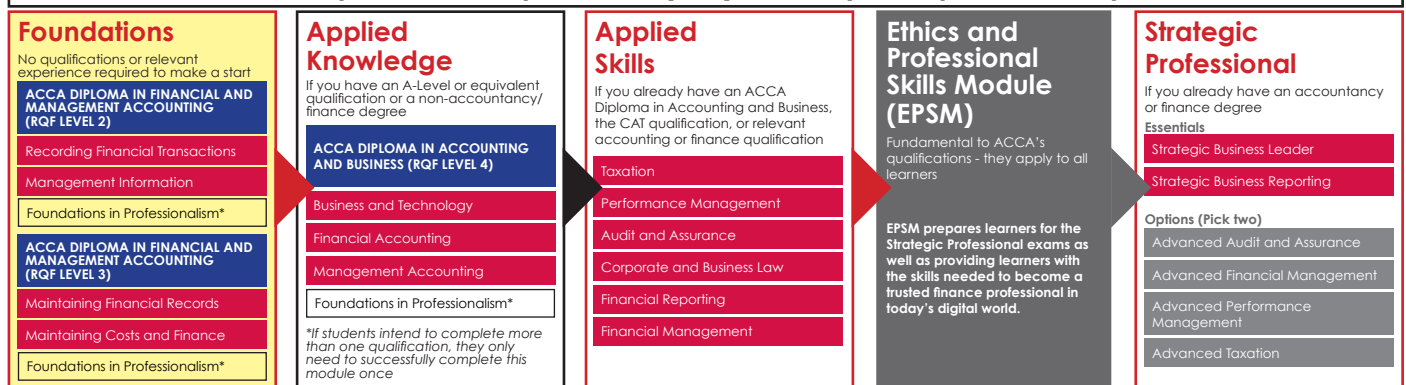 Foundations
No qualifications or relevant
experience required to make a start
ACCA DIPLOMA IN FINANCIAL AND
MANAGEMENT ACCOUNTING
(RQF LEVEL 2)
Recording Financial Transactions
Management Information
Foundations in Professionalism*
ACCA DIPLOMA IN FINANCIAL AND
MANAGEMENT ACCOUNTING
(RQF LEVEL 3)
Maintaining Financial Records
Maintaining Costs and Finance
Foundations in Professionalism*
Applied
Knowledge
If you have an A-Level or equivalent
qualification or a non-accountancy/
finance degree
ACCA DIPLOMA IN ACCOUNTING
AND BUSINESS (RQF LEVEL 4)
Business and Technology
Financial Accounting
Management Accounting
Foundations in Professionalism*
*If students intend to complete more
than one qualification, they only
need to successfully complete this
module once
Applied
Skills
If you already have an ACCA
Diploma in Accounting and Business,
the CAT qualification, or relevant
accounting or finance qualification
Taxation
Performance Management
Audit and Assurance
Corporate and Business Law
Financial Reporting
Financial Management
Ethics and
Professional
Skills Module
(EPSM)
Fundamental to ACCA's
qualifications - they apply to all
learners
EPSM prepares learners for the
Strategic Professional exams as
well as providing learners with
the skills needed to become a
trusted finance professional in
today's digital world.
Strategic
Professional
If you already have an accountancy
or finance degree
Essentials
Strategic Business Leader
Strategic Business Reporting
Options (Pick two)
Advanced Audit and Assurance
Advanced Financial Management
Advanced Performance
Management
Advanced Taxation